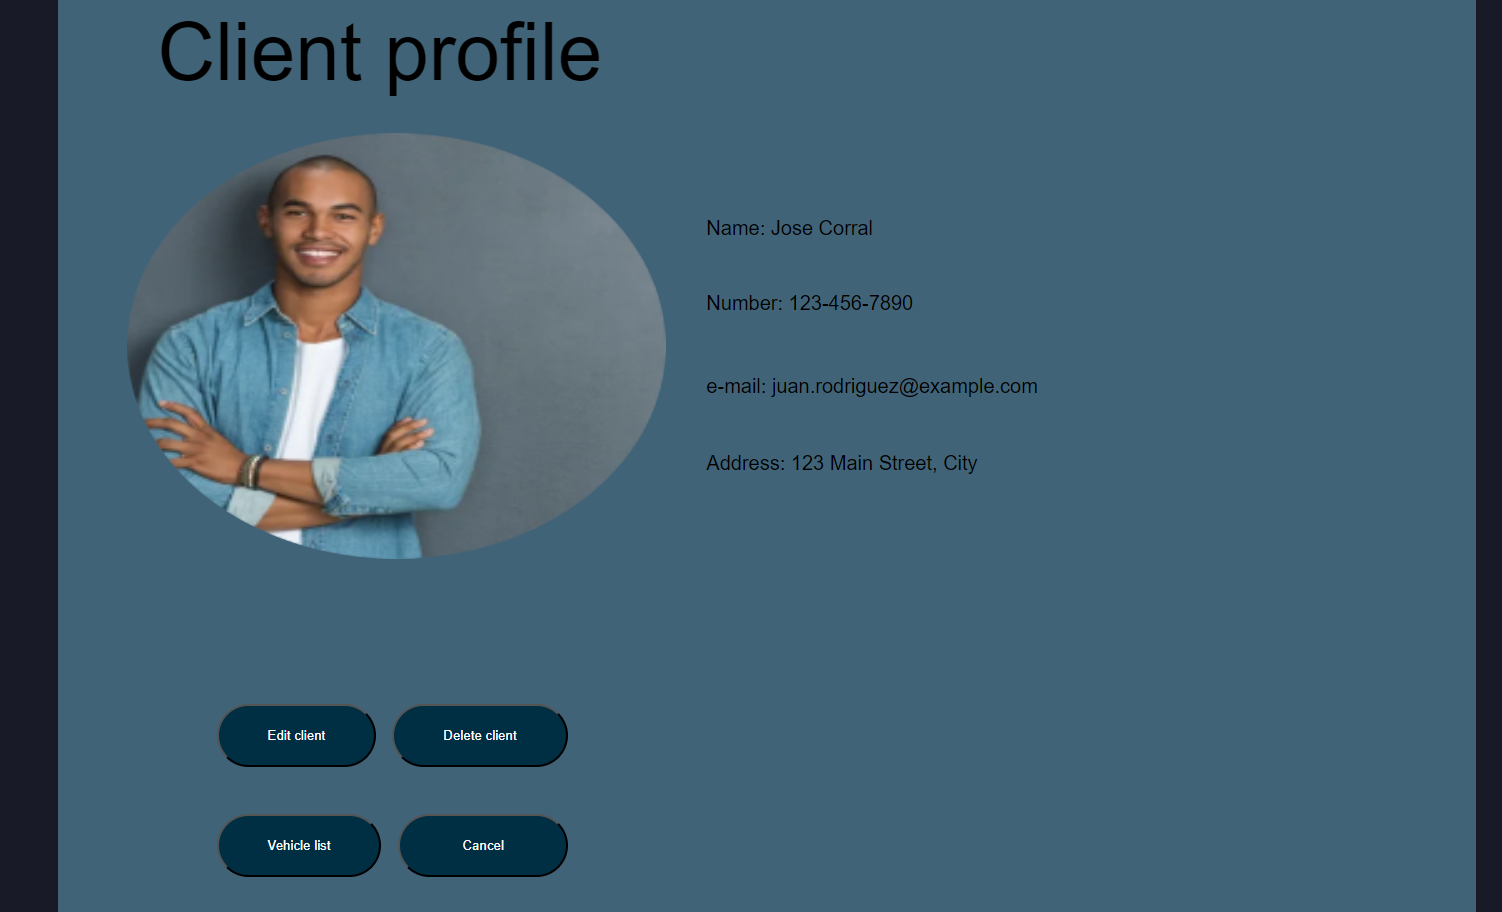 Client profile
Name: Jose Corral
Number: 123-456-7890
e-mail: juan.rodriguez@example.com
Address: 123 Main Street, City
Edit client
Delete client
Vehicle list
Cancel